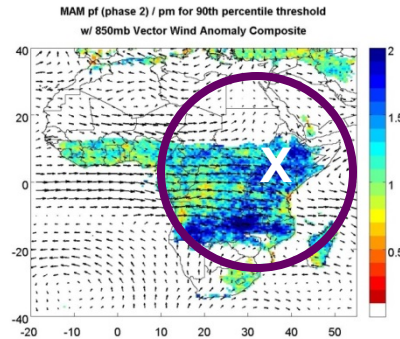 MAM pf (phase 2) / pm for 90th percentile threshold
w/ 850mb Vector Wind Anomaly Composite
40
20
0
-20
-40
-20 -10 0 10 20 30 40 50
2
1.5
1
0.5
0
X